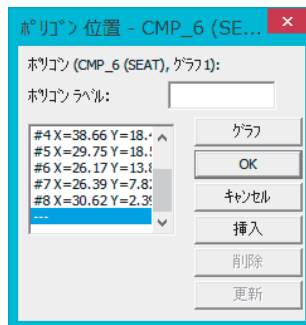 ﾎﾟﾘｺﾞﾝ 位置 - CMP_6 (SE...
ﾎﾟﾘｺﾞﾝ (CMP_6 (SEAT), ｸﾞﾗﾌ 1):
ﾎﾟﾘｺﾞﾝ ﾗﾍﾞﾙ:
#4 X=38.66 Y=18.
#5 X=29.75 Y=18.
#6 X=26.17 Y=13.
#7 X=26.39 Y=7.82
#8 X=30.62 Y=2.39
---
ｸﾞﾗﾌ
OK
ｷｬﾝｾﾙ
挿入
削除
更新